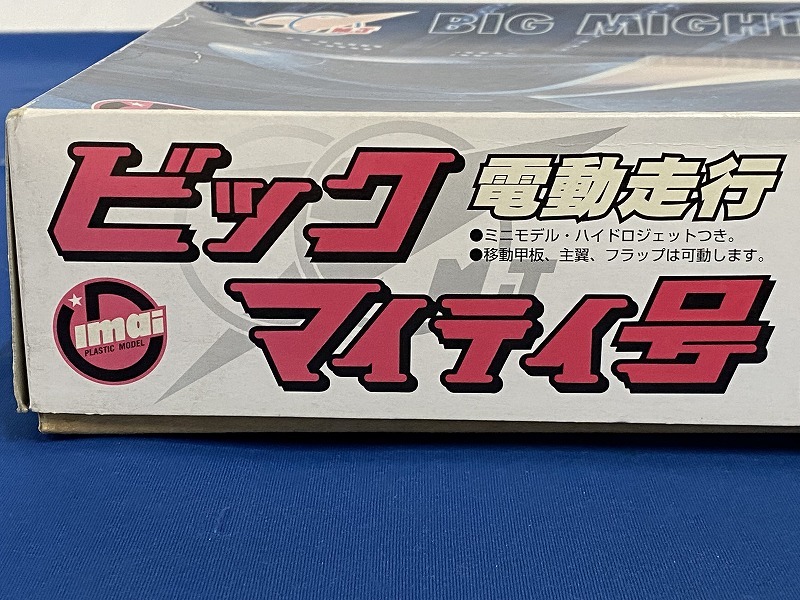 M.T
BIG MIGHT
ビック
電動走行
●ミニモデル・ハイドロジェットつき。
●移動甲板、主翼、フラップは可動します。
M.T
imai
PLASTIC MODEL
マイティ号